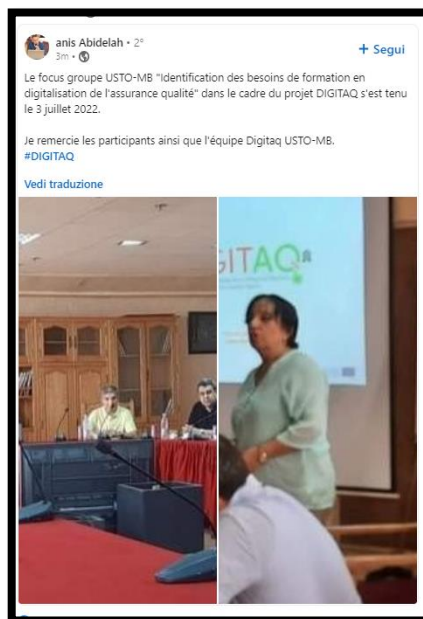 anis Abidelah • 2°
3m •
+ Segui
Le focus groupe USTO-MB "Identification des besoins de formation en
digitalisation de l'assurance qualité" dans le cadre du projet DIGITAQ s'est tenu
le 3 juillet 2022.
Je remercie les participants ainsi que l'équipe Digitaq USTO-MB.
#DIGITAQ
Vedi traduzione
GITAQ